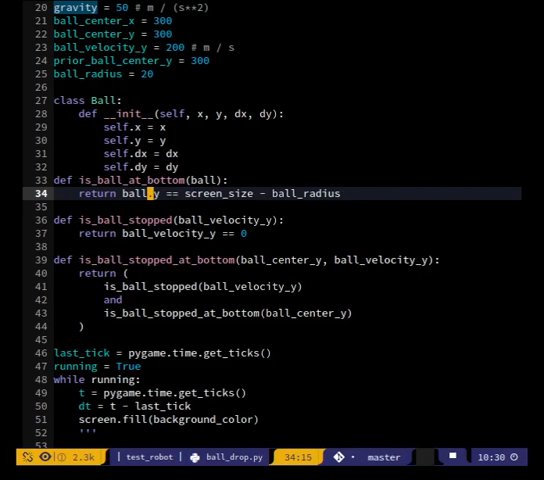 20 gravity = 50 # m / (s**2)
21 ball_center_x = 300
22 ball_center_y = 300
23 ball_velocity_y = 200 # m / s
24 prior_ball_center_y = 300
25 ball_radius = 20
26
27 class Ball:
28     def __init__(self, x, y, dx, dy):
29         self.x = x
30         self.y = y
31         self.dx = dx
32         self.dy = dy
33 def is_ball_at_bottom(ball):
34     return ball.y == screen_size - ball_radius
35
36 def is_ball_stopped(ball_velocity_y):
37     return ball_velocity_y == 0
38
39 def is_ball_stopped_at_bottom(ball_center_y, ball_velocity_y):
40     return (
41         is_ball_stopped(ball_velocity_y)
42         and
43         is_ball_stopped_at_bottom(ball_center_y)
44     )
45
46 last_tick = pygame.time.get_ticks()
47 running = True
48 while running:
49     t = pygame.time.get_ticks()
50     dt = t - last_tick
51     screen.fill(background_color)
52     '''
53
2.3k | test_robot | ball_drop.py 34:15 master 10:30